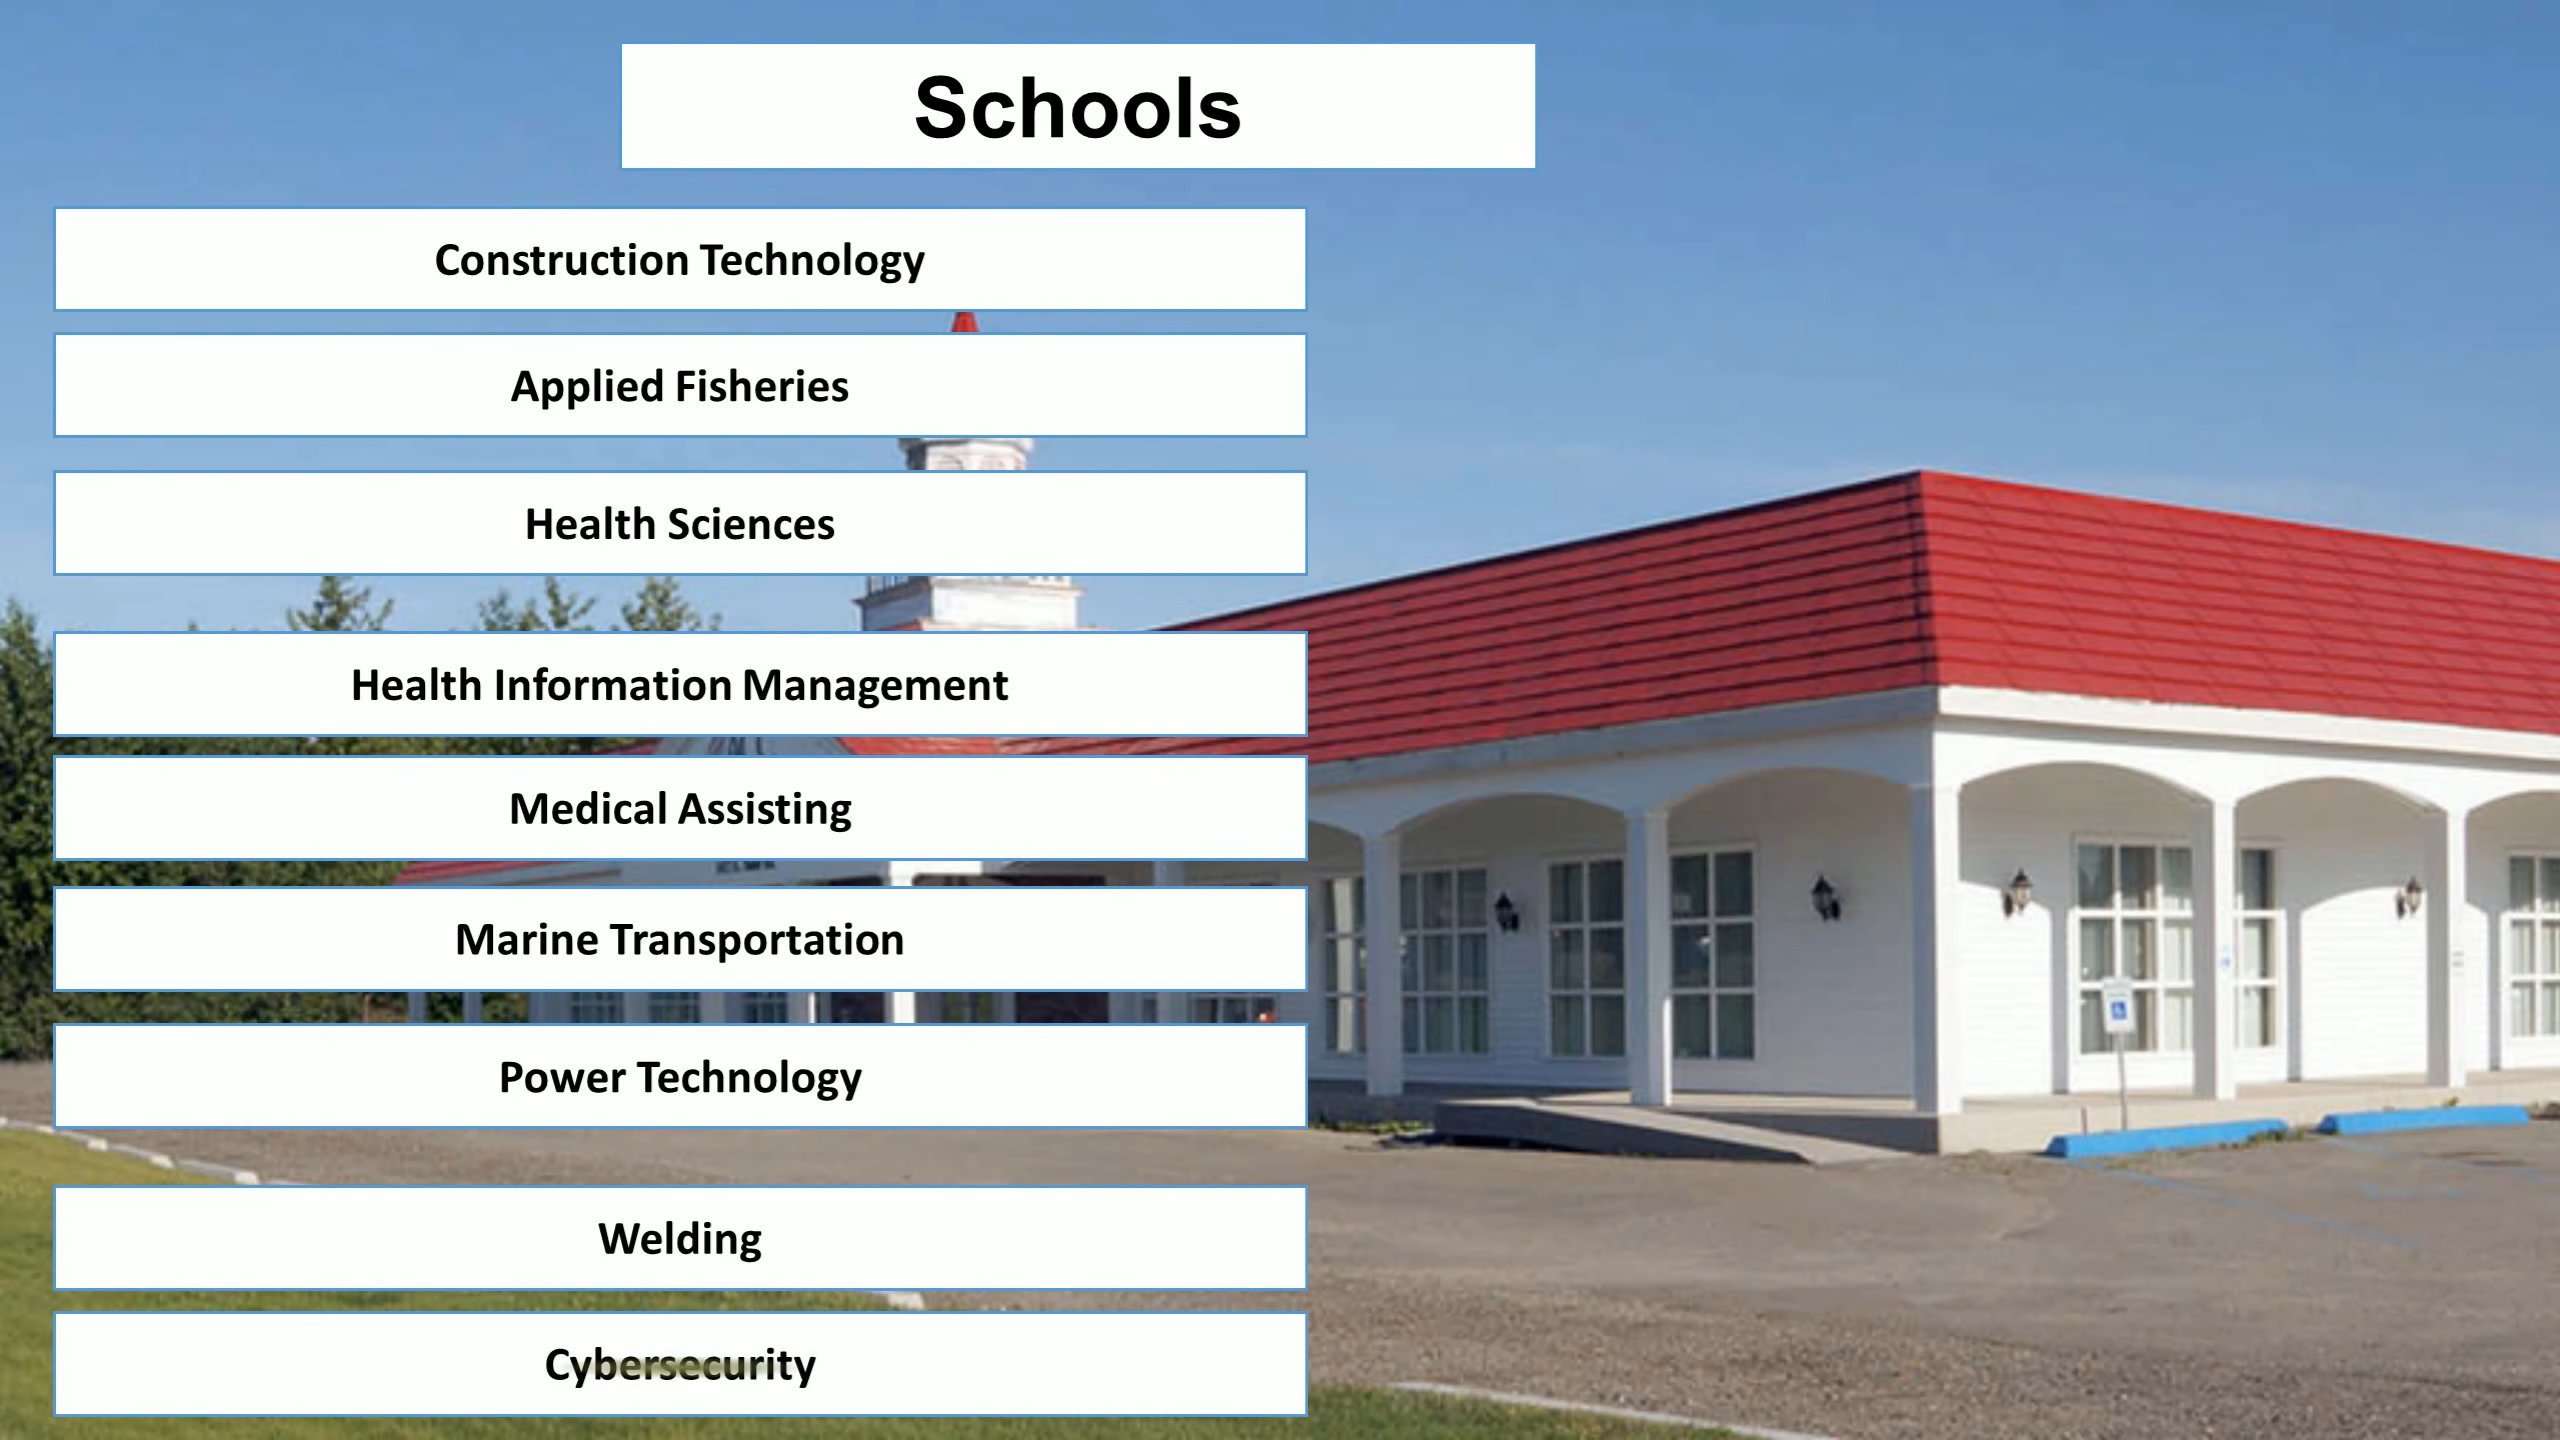 Schools
Construction Technology
Applied Fisheries
Health Sciences
Health Information Management
Medical Assisting
Marine Transportation
Power Technology
Welding
Cybersecurity